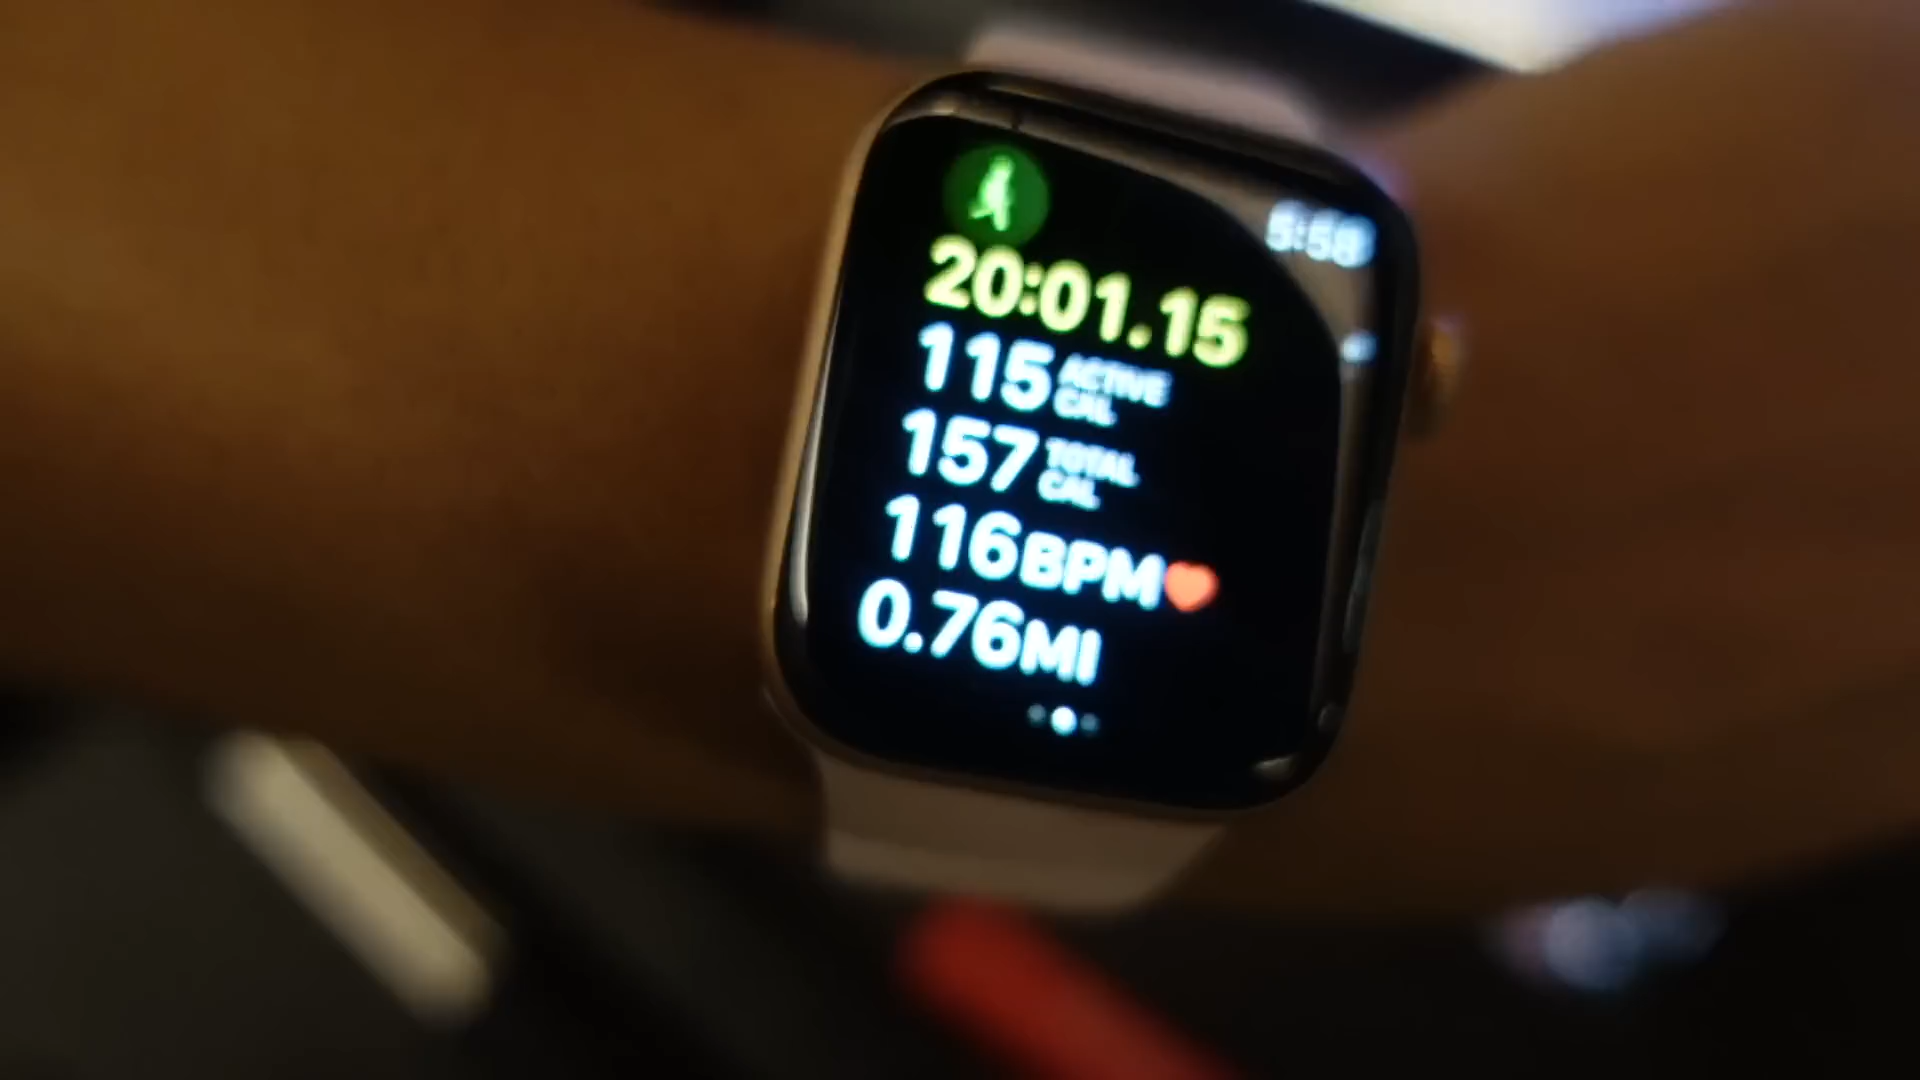 5:58
20:01.15
115 ACTIVE CAL
157 TOTAL CAL
116BPM
0.76MI